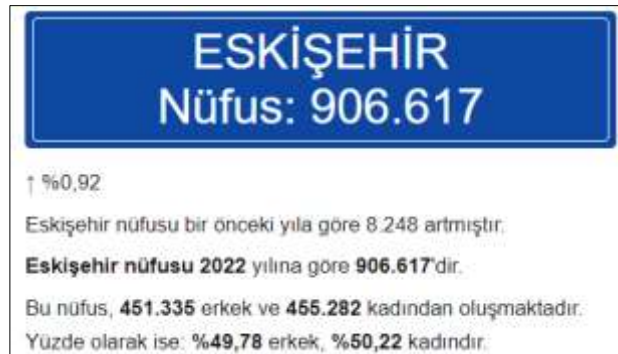 ESKİŞEHİR
Nüfus: 906.617
↑ %0,92
Eskişehir nüfusu bir önceki yıla göre 8.248 artmıştır.
Eskişehir nüfusu 2022 yılına göre 906.617'dir.
Bu nüfus, 451.335 erkek ve 455.282 kadından oluşmaktadır.
Yüzde olarak ise: %49,78 erkek, %50,22 kadındır.